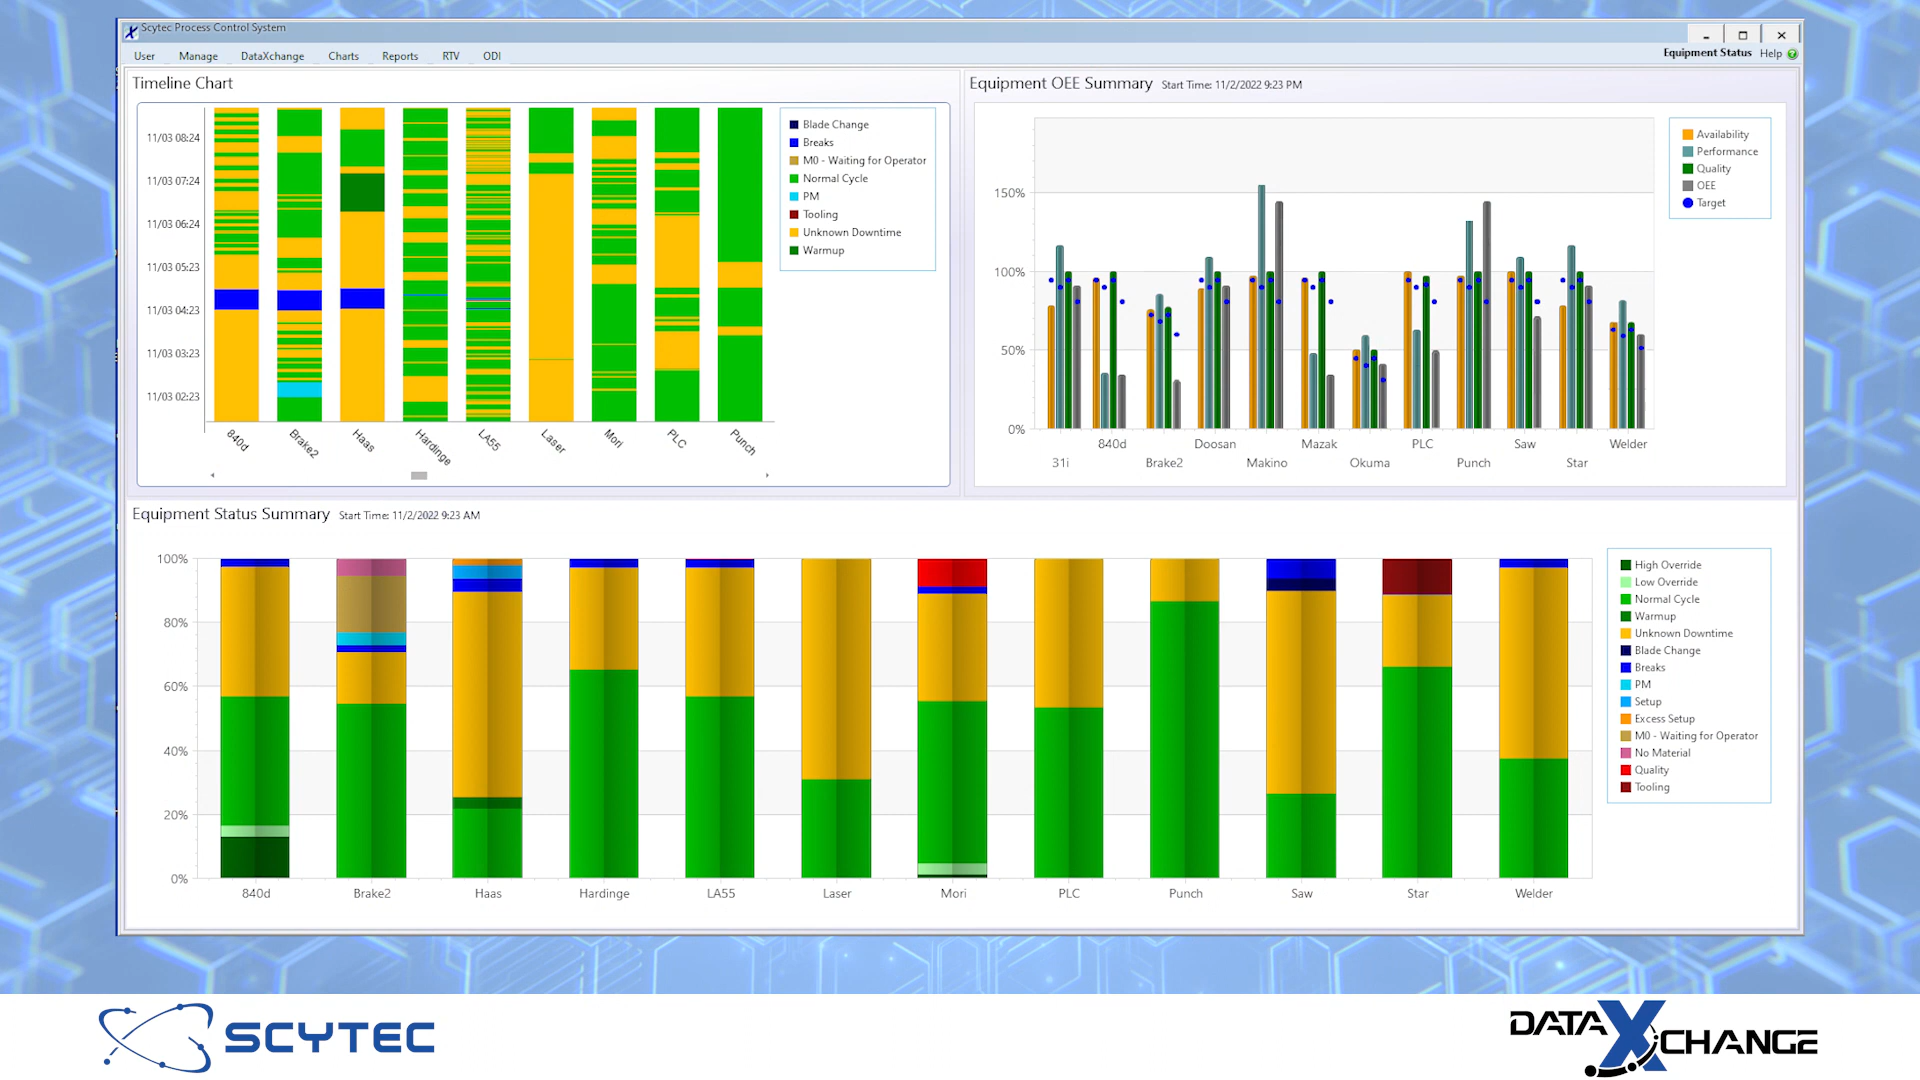 Scytec Process Control System
User Manage DataXchange Charts Reports RTV ODI
Equipment Status Help
Timeline Chart
11/03 08:24
11/03 07:24
11/03 06:24
11/03 05:23
11/03 04:23
11/03 03:23
11/03 02:23
840d Brake2 Haas Hardinge LA55 Laser Mori PLC Punch
Blade Change
Breaks
M0 - Waiting for Operator
Normal Cycle
PM
Tooling
Unknown Downtime
Warmup
Equipment OEE Summary Start Time: 11/2/2022 9:23 PM
150%
100%
50%
0%
840d Doosan Mazak PLC Saw Welder
31i Brake2 Makino Okuma Punch Star
Availability
Performance
Quality
OEE
Target
Equipment Status Summary Start Time: 11/2/2022 9:23 AM
100%
80%
60%
40%
20%
0%
840d Brake2 Haas Hardinge LA55 Laser Mori PLC Punch Saw Star Welder
High Override
Low Override
Normal Cycle
Warmup
Unknown Downtime
Blade Change
Breaks
PM
Setup
Excess Setup
M0 - Waiting for Operator
No Material
Quality
Tooling
SCYTEC
DATAXCHANGE